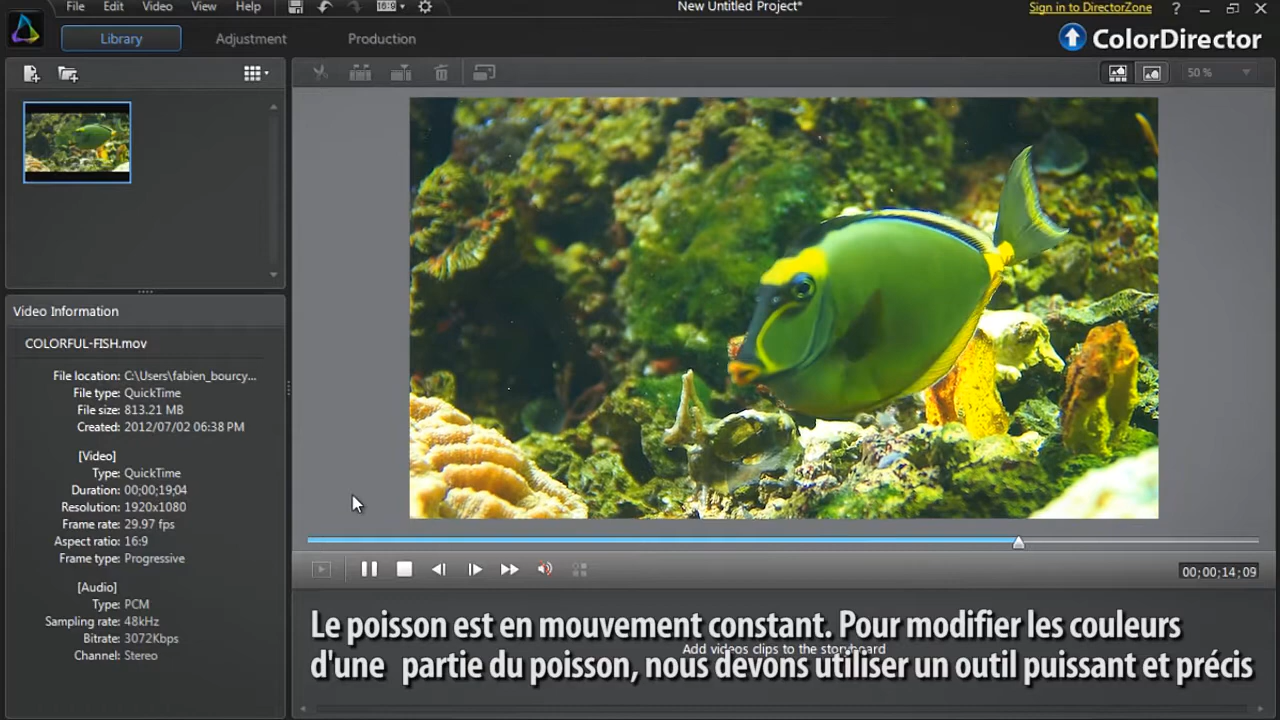 File Edit Video View Help
16:9
New Untitled Project*
Sign in to DirectorZone
?
Library Adjustment Production
ColorDirector
50 %
Video Information
COLORFUL-FISH.mov
File location: C:\Users\fabien_bourcy...
File type: QuickTime
File size: 813.21 MB
Created: 2012/07/02 06:38 PM
[Video]
Type: QuickTime
Duration: 00;00;19;04
Resolution: 1920x1080
Frame rate: 29.97 fps
Aspect ratio: 16:9
Frame type: Progressive
[Audio]
Type: PCM
Sampling rate: 48kHz
Bitrate: 3072Kbps
Channel: Stereo
00;00;14;09
Le poisson est en mouvement constant. Pour modifier les couleurs
Add videos clips to the storyboard
d'une partie du poisson, nous devons utiliser un outil puissant et précis